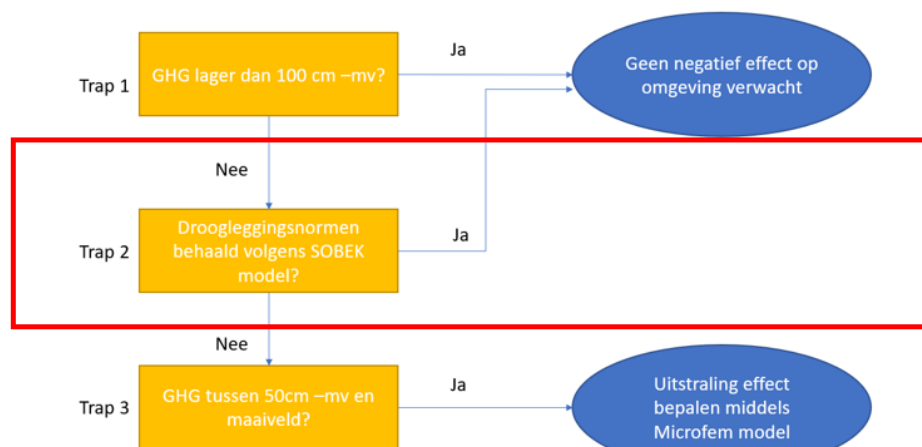 Trap 1
GHG lager dan 100 cm –mv?
Ja
Geen negatief effect op
omgeving verwacht
Nee
Trap 2
Droogleggingsnormen
behaald volgens SOBEK
model?
Ja
Nee
Trap 3
GHG tussen 50cm –mv en
maaiveld?
Ja
Uitstraling effect
bepalen middels
Microfem model